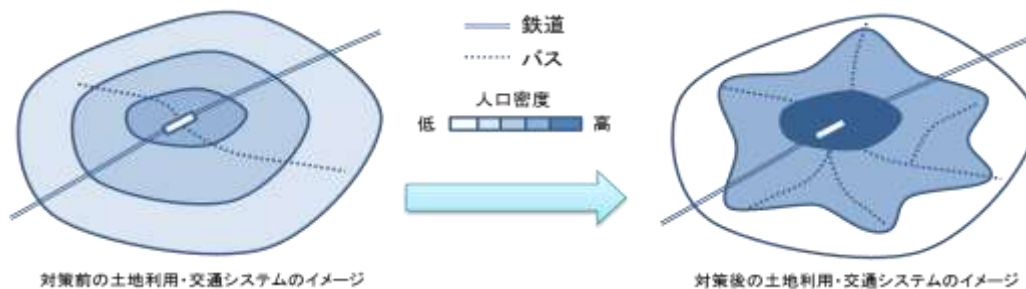 鉄道
バス
人口密度
低 高
対策前の土地利用・交通システムのイメージ
対策後の土地利用・交通システムのイメージ